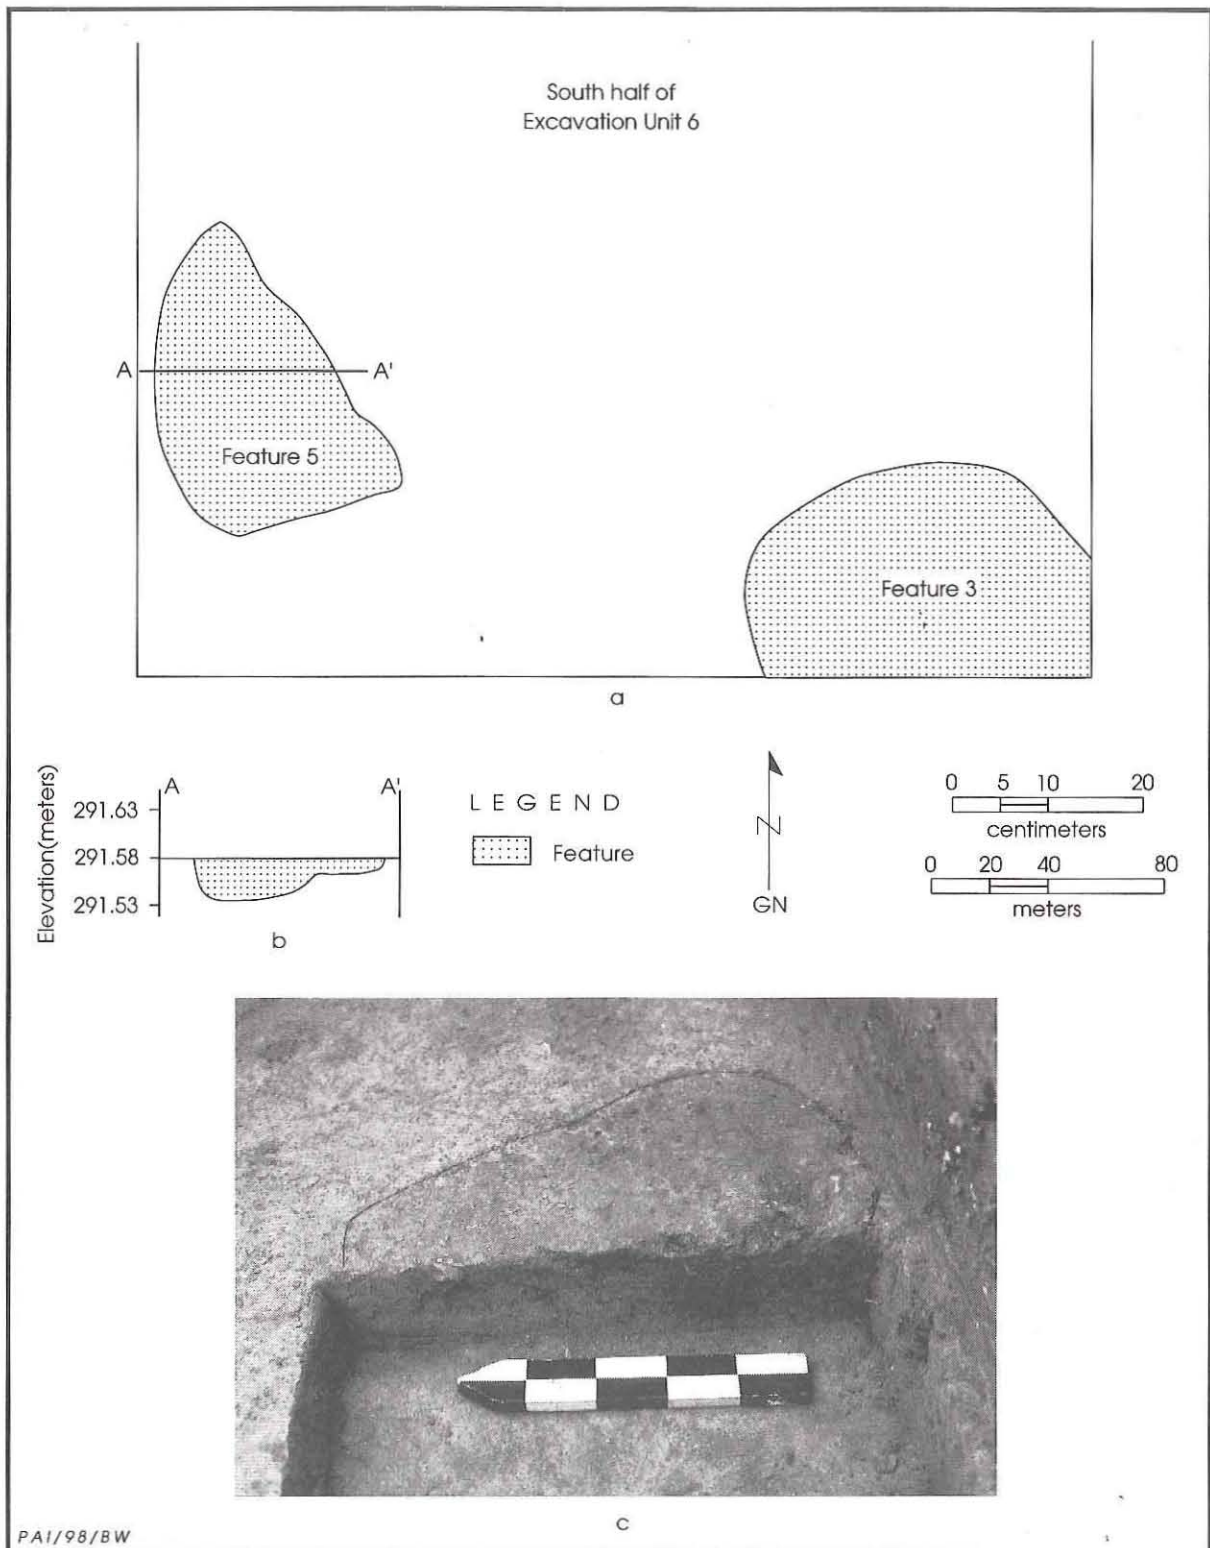 South half of
Excavation Unit 6
A A'
Feature 5
Feature 3
a
Elevation(meters)
A A'
291.63
291.58
291.53
b
L E G E N D
Feature
N
GN
0 5 10 20
centimeters
0 20 40 80
meters
c
PAI/98/BW